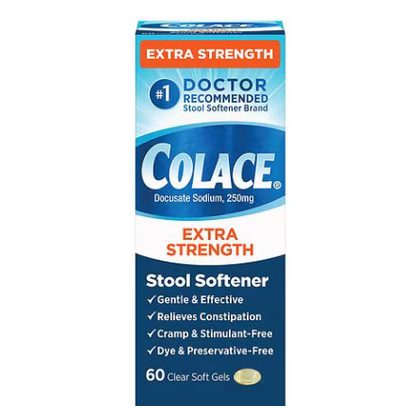 EXTRA STRENGTH
#1 DOCTOR
RECOMMENDED
Stool Softener Brand
COLACE®
Docusate Sodium, 250mg
EXTRA
STRENGTH
Stool Softener
✓Gentle & Effective
✓Relieves Constipation
✓Cramp & Stimulant-Free
✓Dye & Preservative-Free
60 Clear Soft Gels